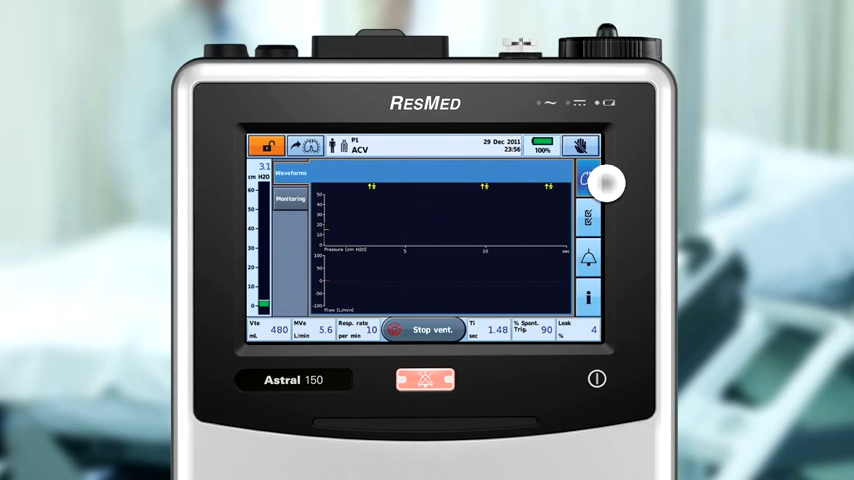 RESMED
P1
ACV
29 Dec 2011
23:56
100%
3.1
cm H2O
60
50
40
30
20
10
0
Waveforms
Monitoring
50
40
30
20
10
0
Pressure [cm H2O]
5
10
sec
100
50
0
-50
-100
Flow [L/min]
Vte
mL
480
MVe
L/min
5.6
Resp. rate
per min
10
Stop vent.
Ti
sec
1.48
% Spont.
Trig.
90
Leak
%
4
Astral 150